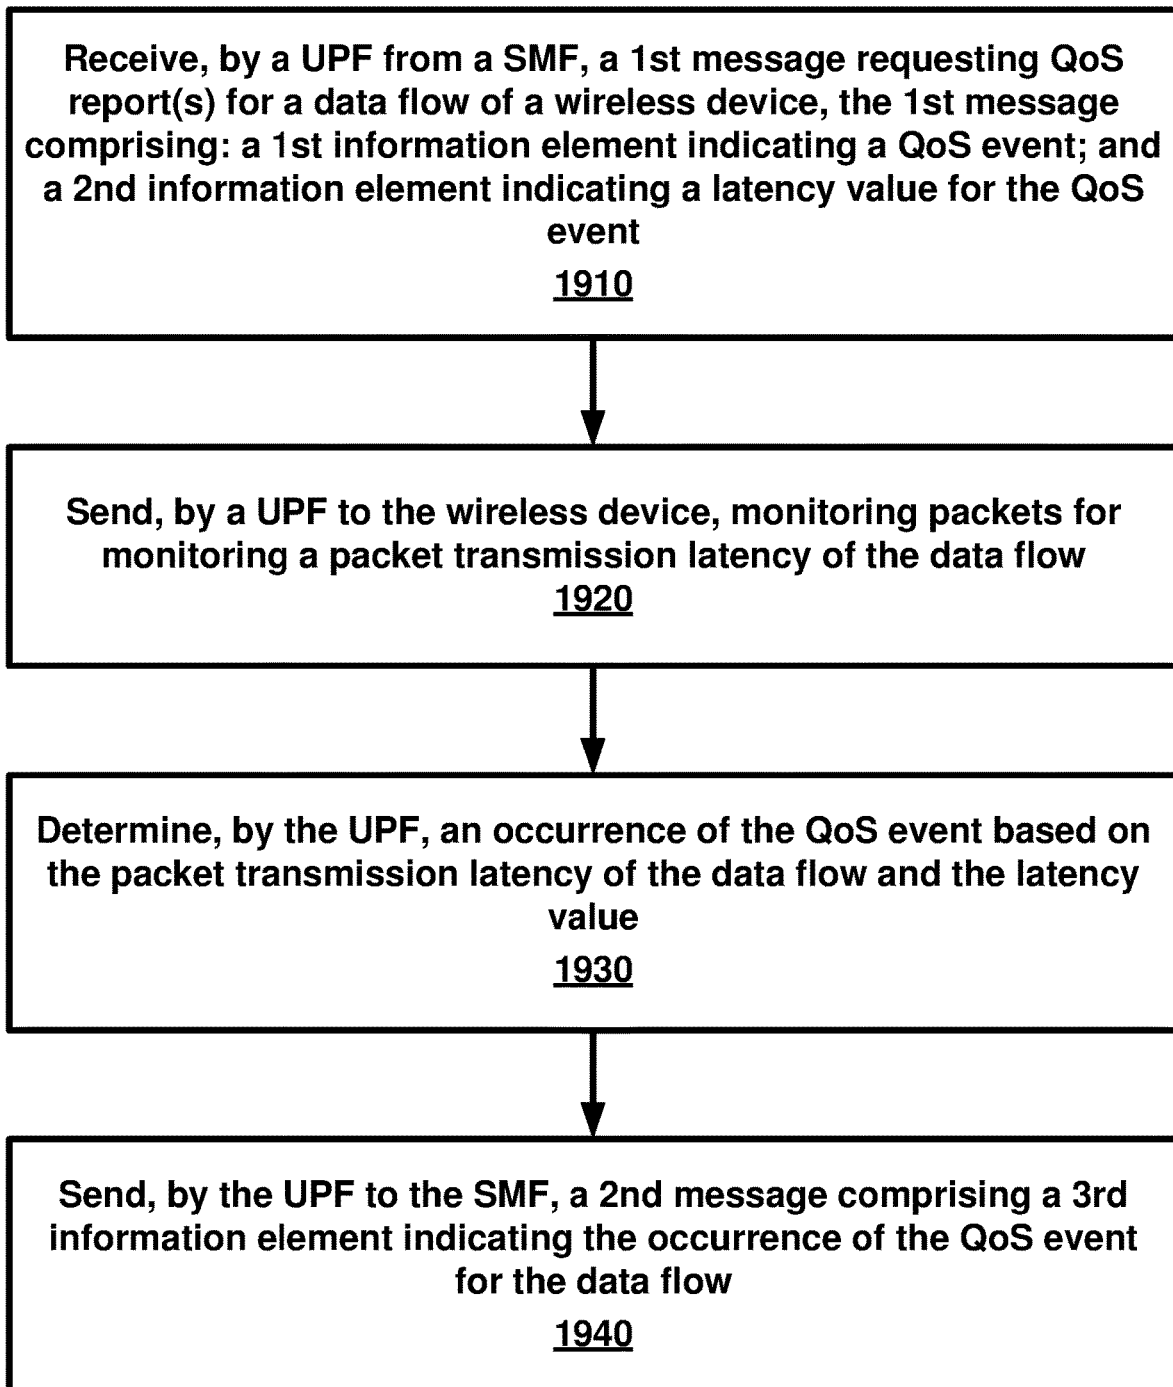 Receive, by a UPF from a SMF, a 1st message requesting QoS
report(s) for a data flow of a wireless device, the 1st message
comprising: a 1st information element indicating a QoS event; and
a 2nd information element indicating a latency value for the QoS
event
1910
Send, by a UPF to the wireless device, monitoring packets for
monitoring a packet transmission latency of the data flow
1920
Determine, by the UPF, an occurrence of the QoS event based on
the packet transmission latency of the data flow and the latency
value
1930
Send, by the UPF to the SMF, a 2nd message comprising a 3rd
information element indicating the occurrence of the QoS event
for the data flow
1940